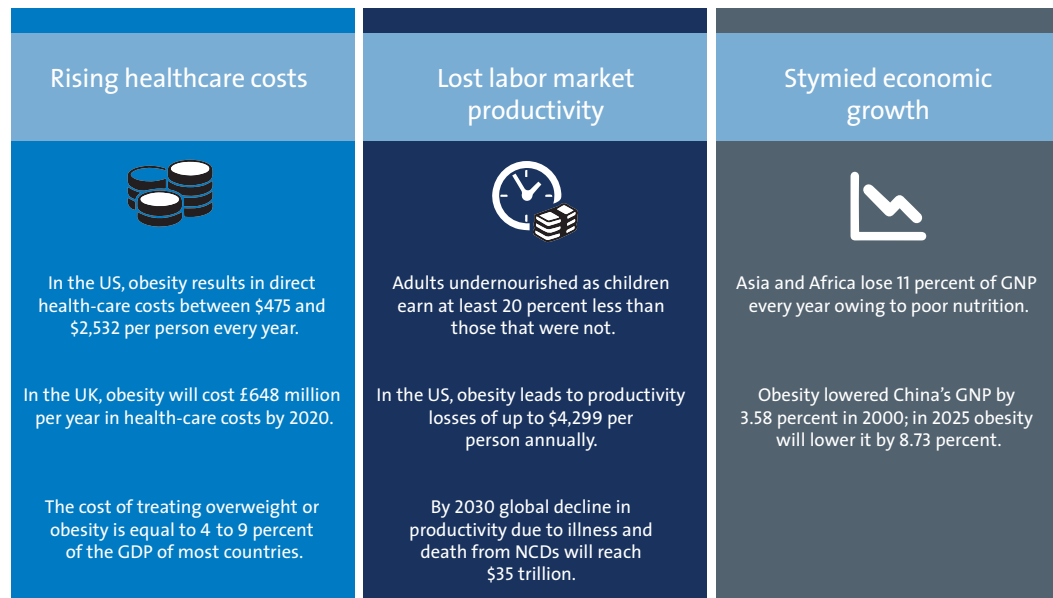 Rising healthcare costs
In the US, obesity results in direct
health-care costs between $475 and
$2,532 per person every year.
In the UK, obesity will cost £648 million
per year in health-care costs by 2020.
The cost of treating overweight or
obesity is equal to 4 to 9 percent
of the GDP of most countries.
Lost labor market
productivity
Adults undernourished as children
earn at least 20 percent less than
those that were not.
In the US, obesity leads to productivity
losses of up to $4,299 per
person annually.
By 2030 global decline in
productivity due to illness and
death from NCDs will reach
$35 trillion.
Stymied economic
growth
Asia and Africa lose 11 percent of GNP
every year owing to poor nutrition.
Obesity lowered China’s GNP by
3.58 percent in 2000; in 2025 obesity
will lower it by 8.73 percent.